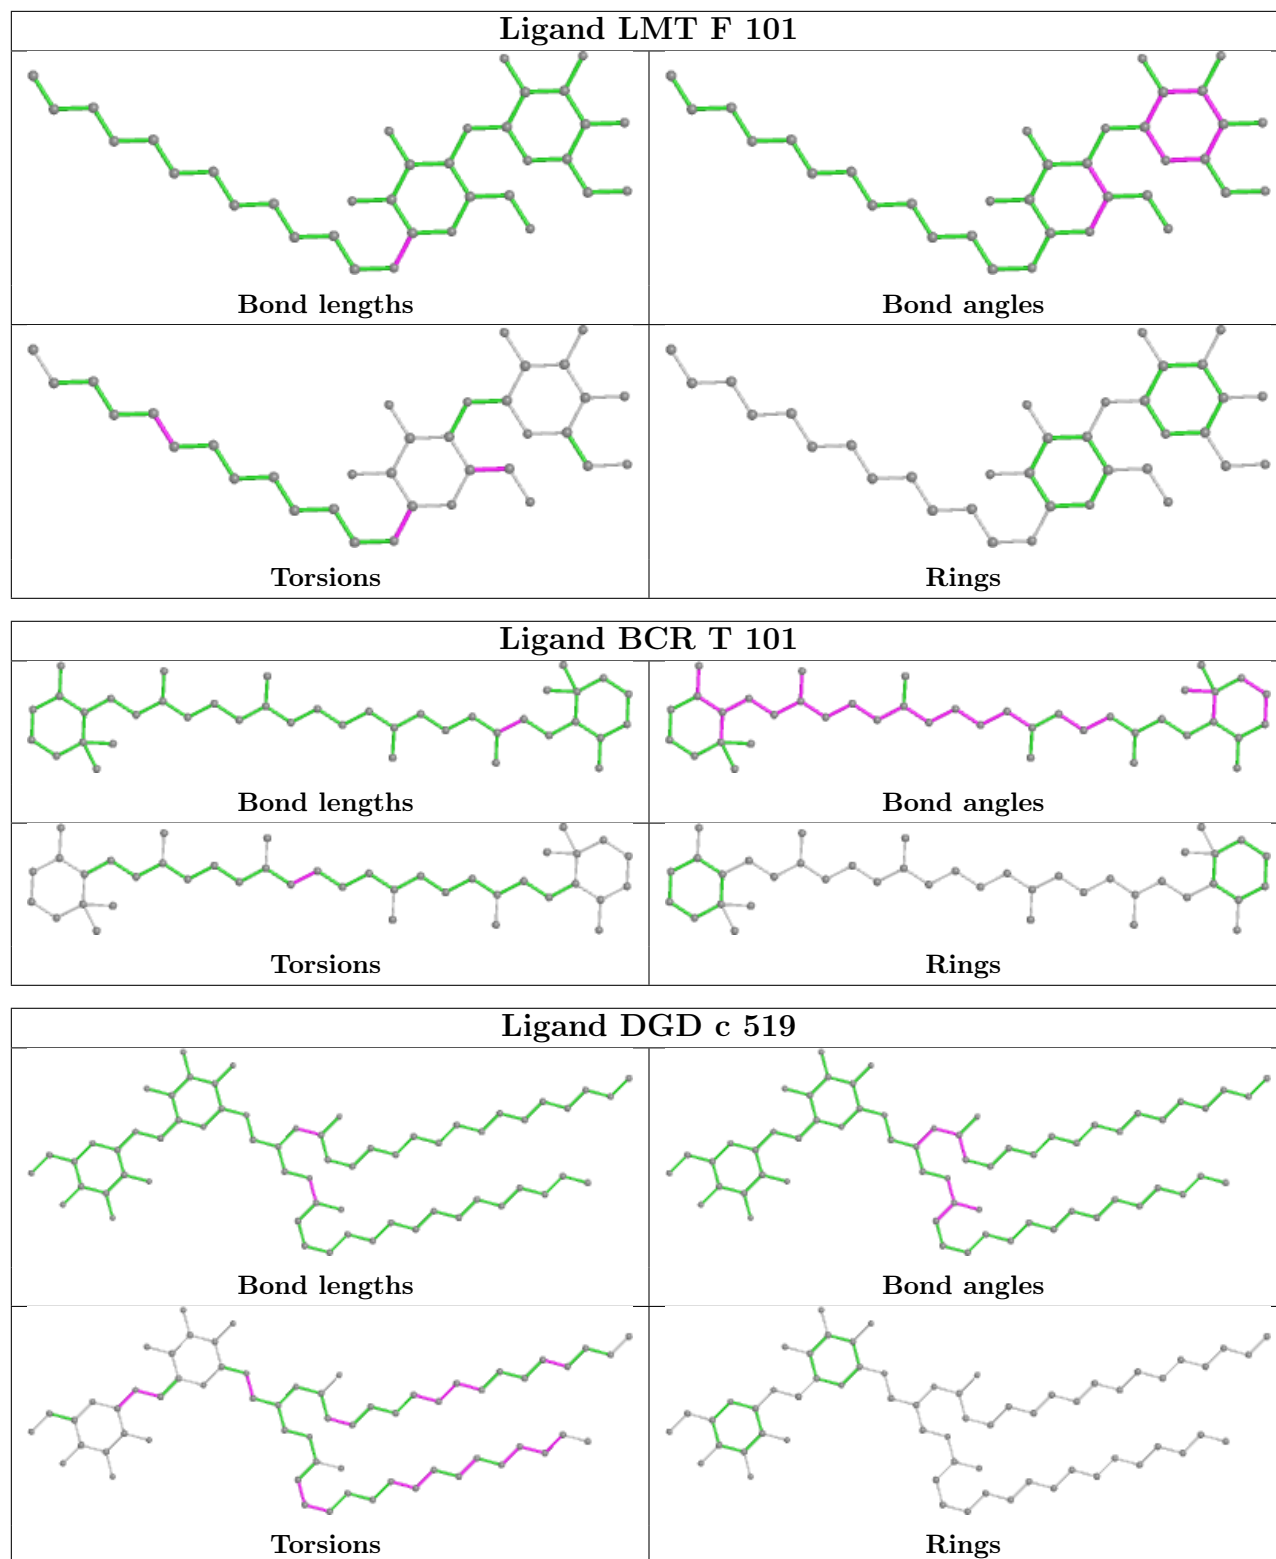 Ligand LMT F 101
Bond lengths
Bond angles
Torsions
Rings
Ligand BCR T 101
Bond lengths
Bond angles
Torsions
Rings
Ligand DGD c 519
Bond lengths
Bond angles
Torsions
Rings